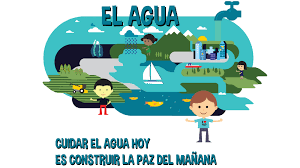 EL AGUA
CUIDAR EL AGUA HOY
ES CONSTRUIR LA PAZ DEL MAÑANA